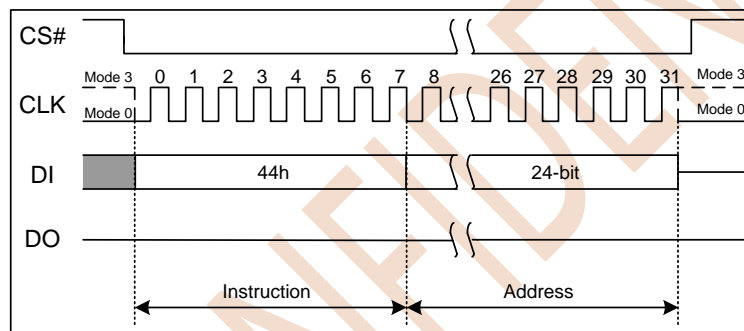 CS#
Mode 3 0 1 2 3 4 5 6 7 8 26 27 28 29 30 31 Mode 3
CLK
Mode 0 Mode 0
DI 44h 24-bit
DO
Instruction Address